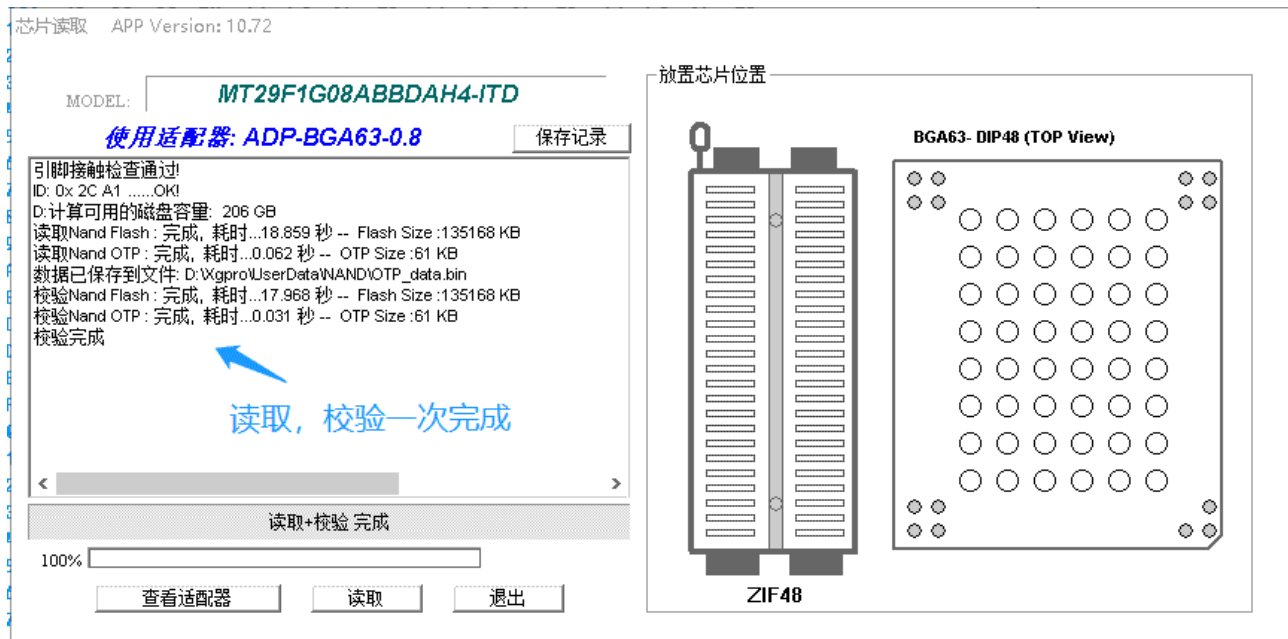 芯片读取 APP Version: 10.72
MODEL: MT29F1G08ABBDAH4-ITD
使用适配器: ADP-BGA63-0.8
保存记录
引脚接触检查通过!
ID: 0x 2C A1 ......OK!
D:计算可用的磁盘容量: 206 GB
读取Nand Flash : 完成, 耗时...18.859 秒 -- Flash Size :135168 KB
读取Nand OTP : 完成, 耗时...0.062 秒 -- OTP Size :61 KB
数据已保存到文件: D:\Xgpro\UserData\NAND\OTP_data.bin
校验Nand Flash : 完成, 耗时...17.968 秒 -- Flash Size :135168 KB
校验Nand OTP : 完成, 耗时...0.031 秒 -- OTP Size :61 KB
校验完成
读取，校验一次完成
读取+校验 完成
100%
查看适配器
读取
退出
放置芯片位置
BGA63- DIP48 (TOP View)
ZIF48